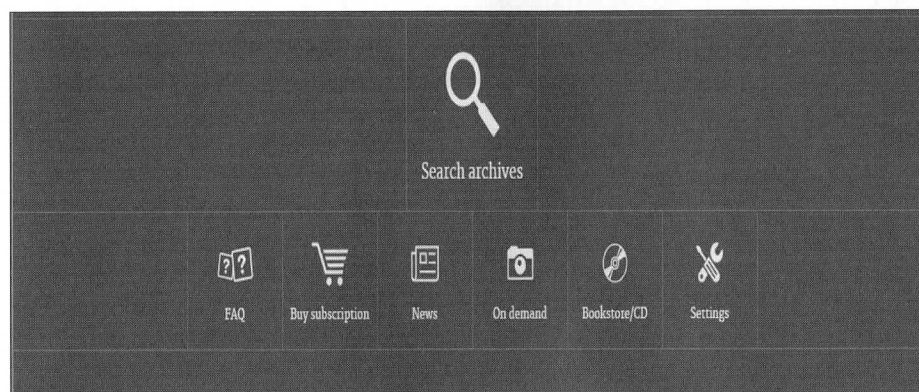 Search archives
? ?
FAQ
Buy subscription
News
On demand
Bookstore/CD
Settings